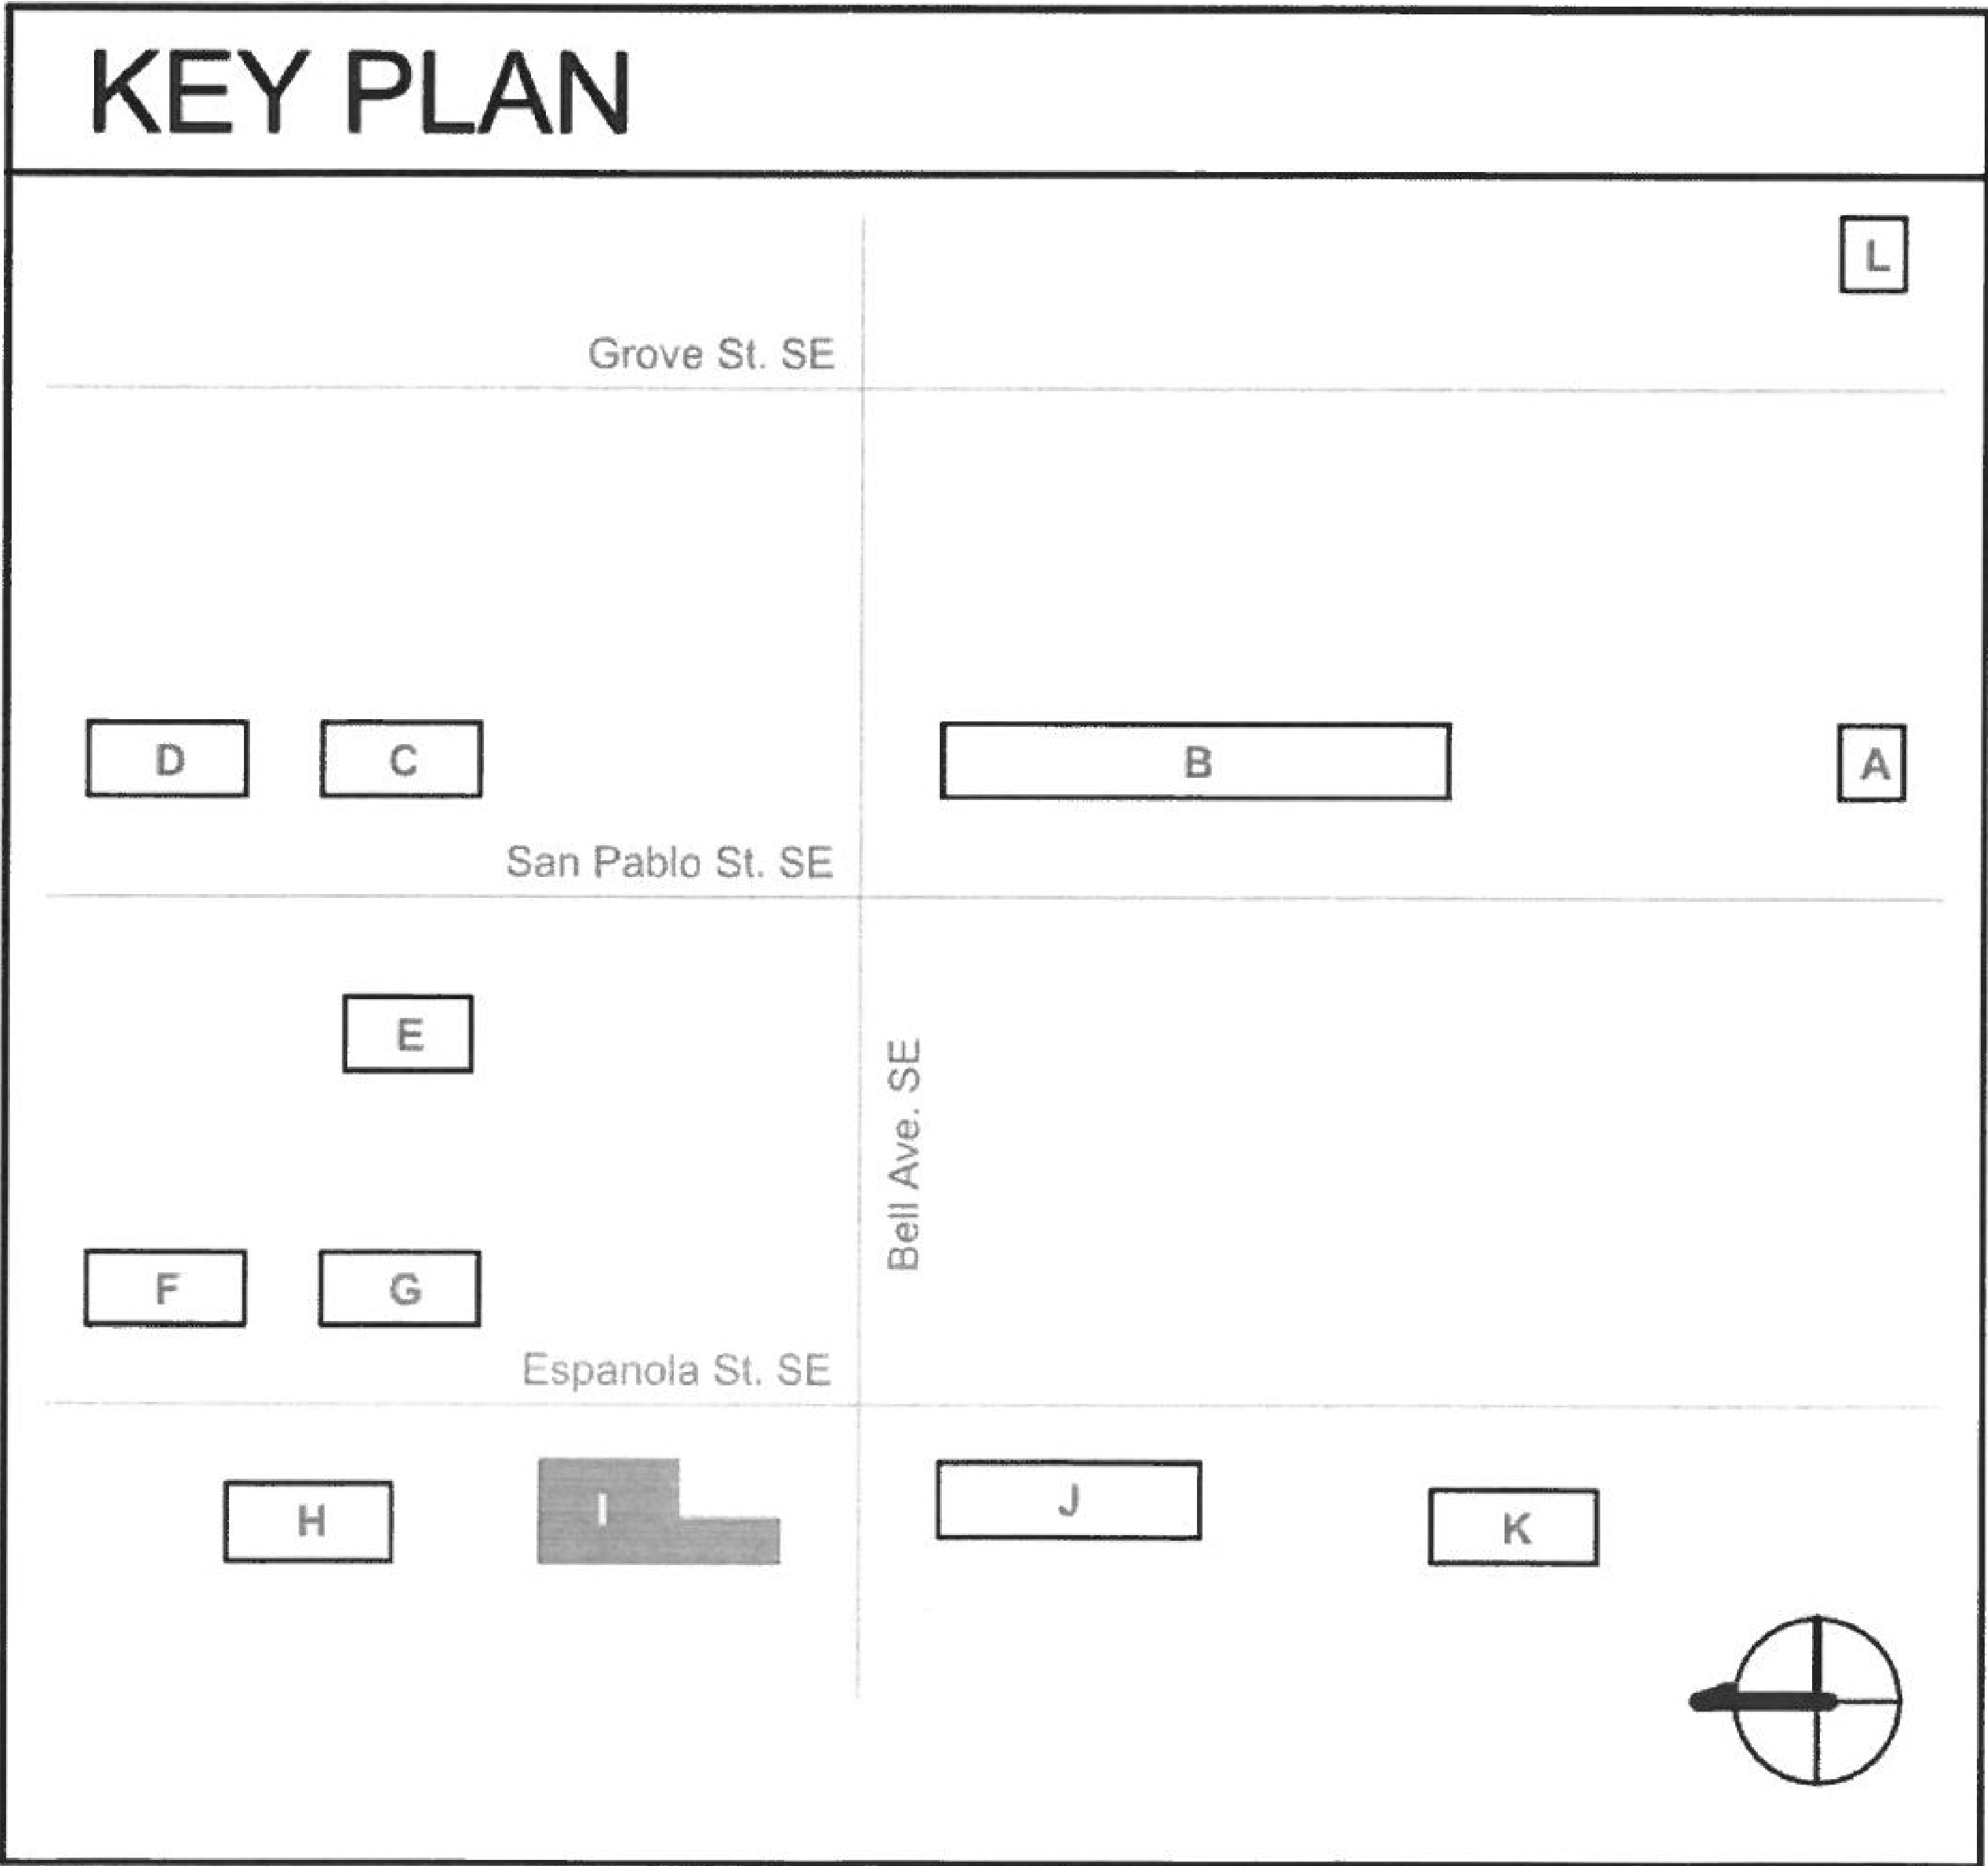 KEY PLAN
L
Grove St. SE
D
C
B
A
San Pablo St. SE
E
Bell Ave. SE
F
G
Espanola St. SE
H
I
J
K